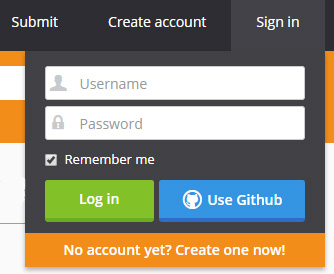 Submit Create account Sign in
Username
Password
Remember me
Log in Use Github
No account yet? Create one now!